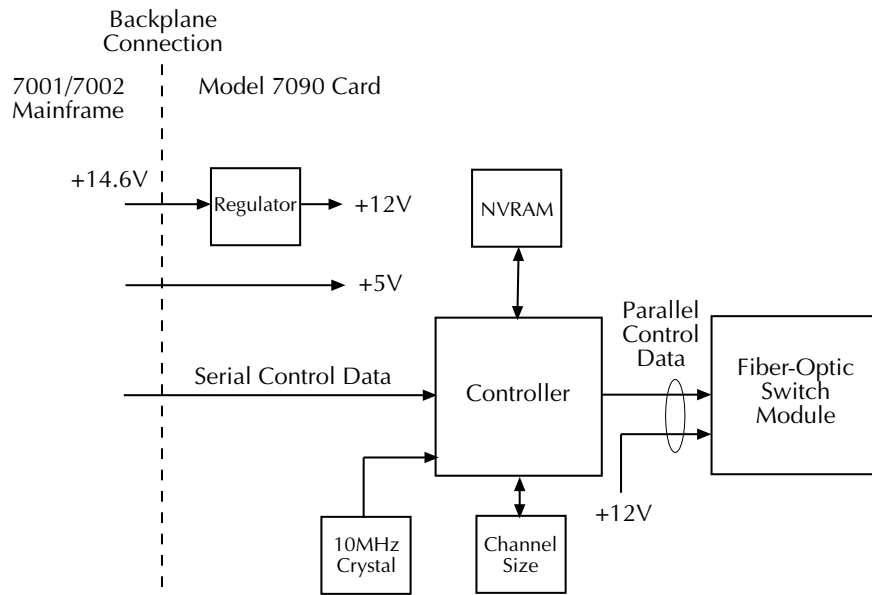 Backplane
Connection
7001/7002
Mainframe
Model 7090 Card
+14.6V
Regulator
+12V
NVRAM
+5V
Parallel
Control
Data
Serial Control Data
Controller
Fiber-Optic
Switch
Module
+12V
10MHz
Crystal
Channel
Size